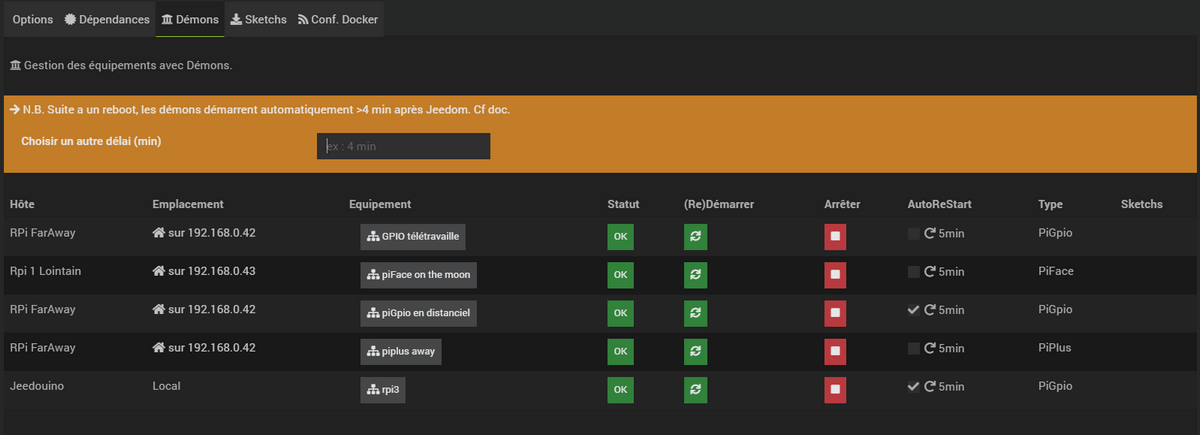 Options Dépendances Démons Sketchs Conf. Docker
Gestion des équipements avec Démons.
N.B. Suite a un reboot, les démons démarrent automatiquement >4 min après Jeedom. Cf doc.
Choisir un autre délai (min) ex : 4 min
Hôte Emplacement Equipement Statut (Re)Démarrer Arrêter AutoReStart Type Sketchs
RPi FarAway sur 192.168.0.42 GPIO télétravaille OK 5min PiGpio
Rpi 1 Lointain sur 192.168.0.43 piFace on the moon OK 5min PiFace
RPi FarAway sur 192.168.0.42 piGpio en distanciel OK 5min PiGpio
RPi FarAway sur 192.168.0.42 piplus away OK 5min PiPlus
Jeedouino Local rpi3 OK 5min PiGpio